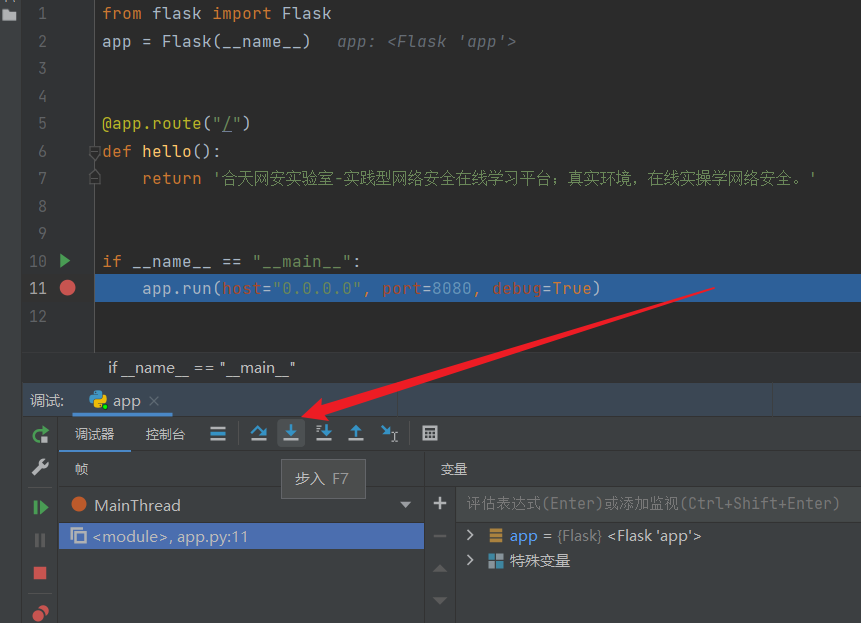 1 from flask import Flask
2 app = Flask(__name__) app: <Flask 'app'>
3
4
5 @app.route("/")
6 def hello():
7 return '合天网安实验室-实践型网络安全在线学习平台；真实环境，在线实操学网络安全。'
8
9
10 if __name__ == "__main__":
11 app.run(host="0.0.0.0", port=8080, debug=True)
12
if __name__ == "__main__"
调试: app
调试器 控制台
帧 变量
步入 F7
MainThread 评估表达式(Enter)或添加监视(Ctrl+Shift+Enter)
<module>, app.py:11 app = {Flask} <Flask 'app'>
特殊变量